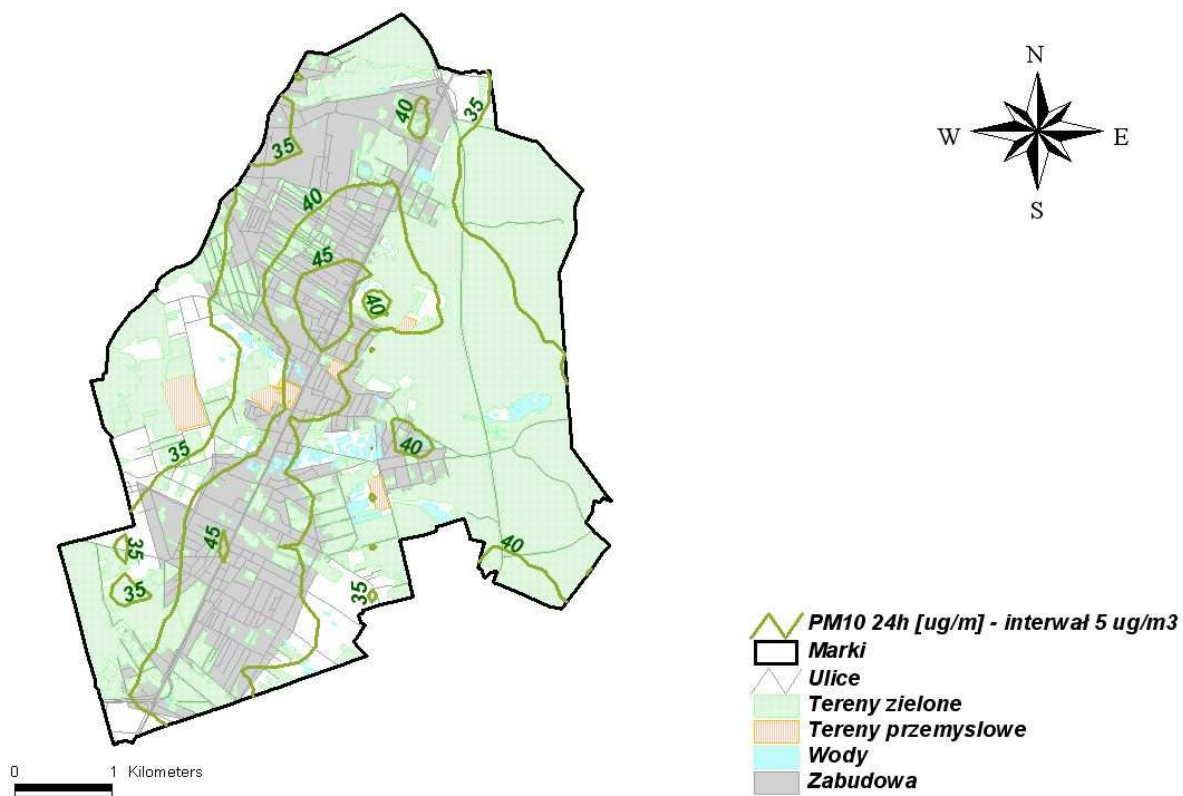 N
W E
S
40
35
35
40
45
40
35
40
45
35
35
35
40
PM10 24h [ug/m] - interwał 5 ug/m3
Marki
Ulice
Tereny zielone
Tereny przemyslowe
Wody
Zabudowa
0 1 Kilometers